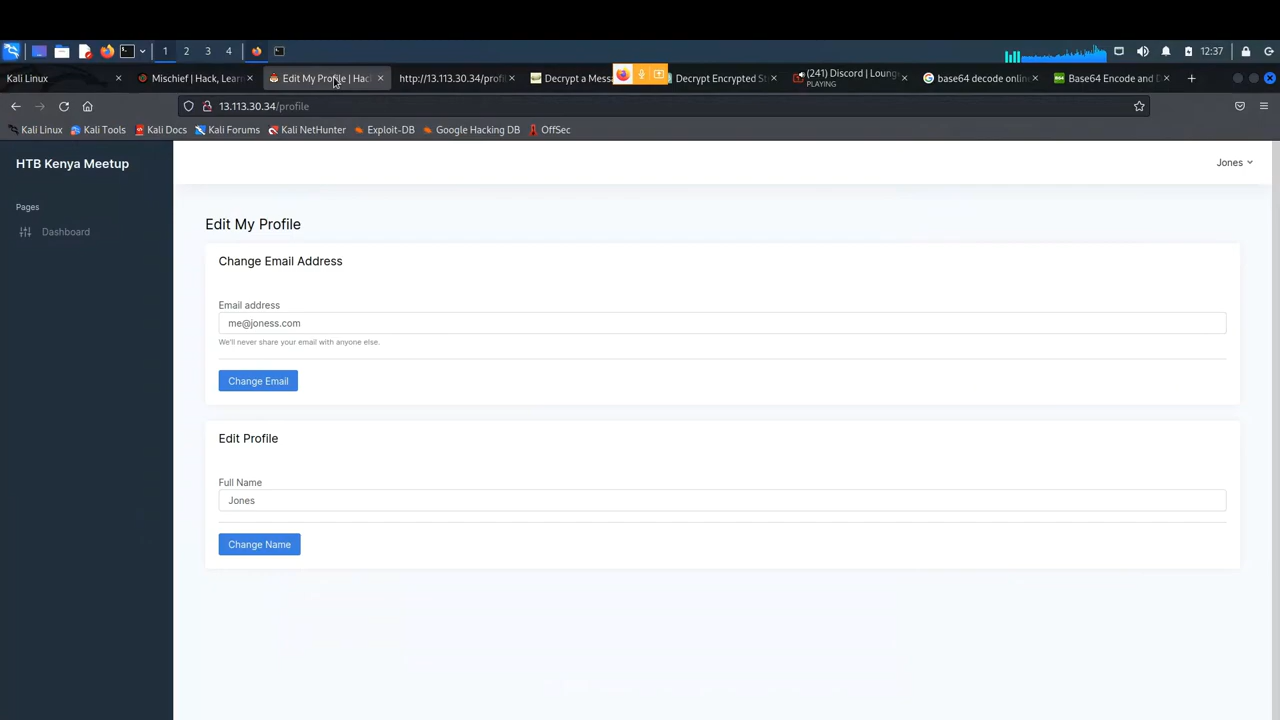 1 2 3 4 12:37
Kali Linux Mischief | Hack, Lear Edit My Profile | Ha http://13.113.30.34/profi Decrypt a Mess Decrypt Encrypted St (241) Discord | Loung base64 decode onlin Base64 Encode and D
PLAYING
13.113.30.34/profile
Kali Linux Kali Tools Kali Docs Kali Forums Kali NetHunter Exploit-DB Google Hacking DB OffSec
HTB Kenya Meetup
Jones
Pages
Dashboard
Edit My Profile
Change Email Address
Email address
me@joness.com
We'll never share your email with anyone else.
Change Email
Edit Profile
Full Name
Jones
Change Name